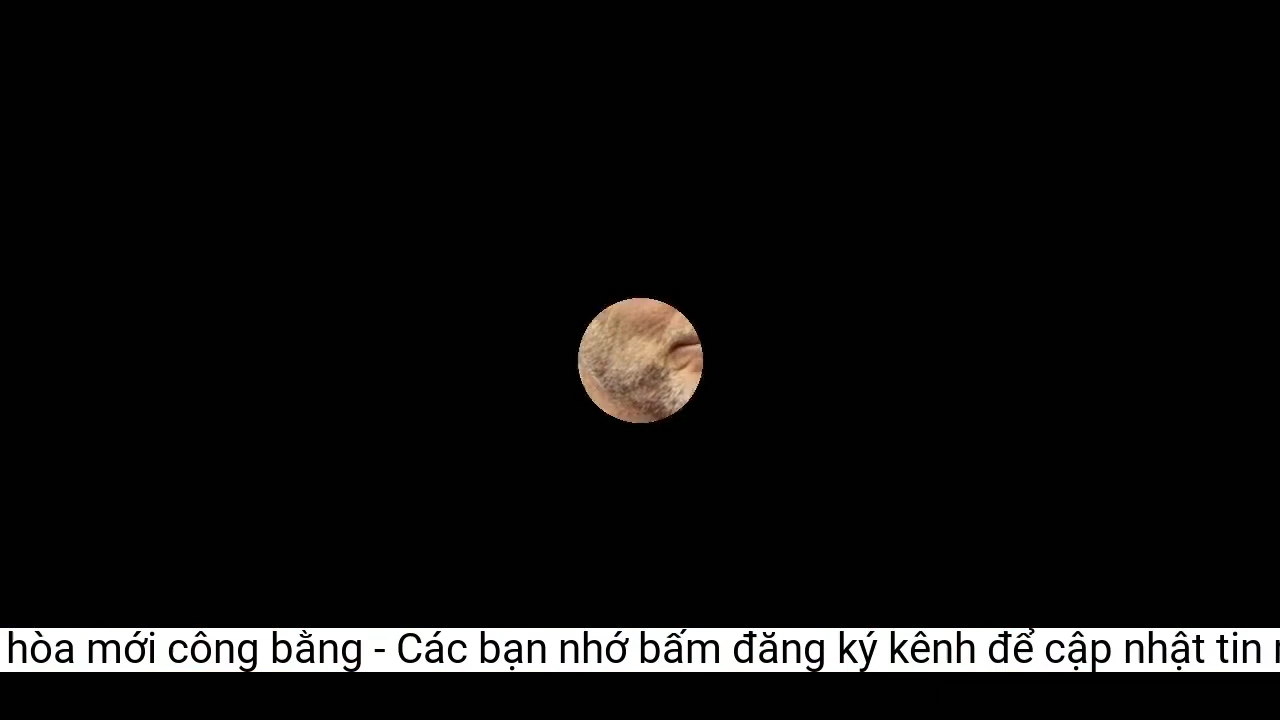 hòa mới công bằng - Các bạn nhớ bấm đăng ký kênh để cập nhật tin